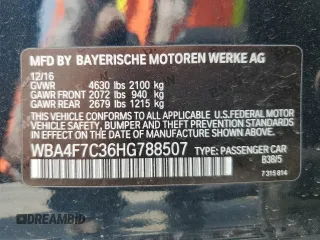 MFD BY BAYERISCHE MOTOREN WERKE AG
12/16
GVWR 4630 lbs 2100 kg
GAWR FRONT 2072 lbs 940 kg
GAWR REAR 2679 lbs 1215 kg
THIS VEHICLE CONFORMS TO ALL APPLICABLE
U.S. FEDERAL MOTOR VEHICLE SAFETY, BUMPER,
AND THEFT PREVENTION STANDARDS IN EFFECT
ON THE DATE OF MANUFACTURE SHOWN ABOVE.
WBA4F7C36HG788507 TYPE: PASSENGER CAR
B38/5
7 315 814
WWW.BIDINFO.COM